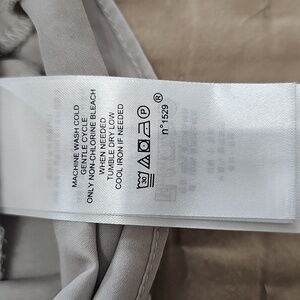 MACHINE WASH COLD
GENTLE CYCLE
ONLY NON-CHLORINE BLEACH
WHEN NEEDED
TUMBLE DRY LOW
COOL IRON IF NEEDED
30 P ®
n°1529